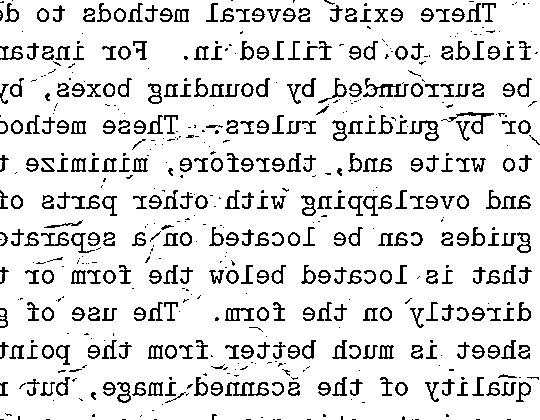 There exist several methods to de
fields to be filled in. For instan
be surrounded by bounding boxes, by
or by guiding rulers. These method
to write and, therefore, minimize t
and overlapping with other parts of
guides can be located on a separate
that is located below the form or t
directly on the form. The use of g
sheet is much better from the point
quality of the scanned image, but r